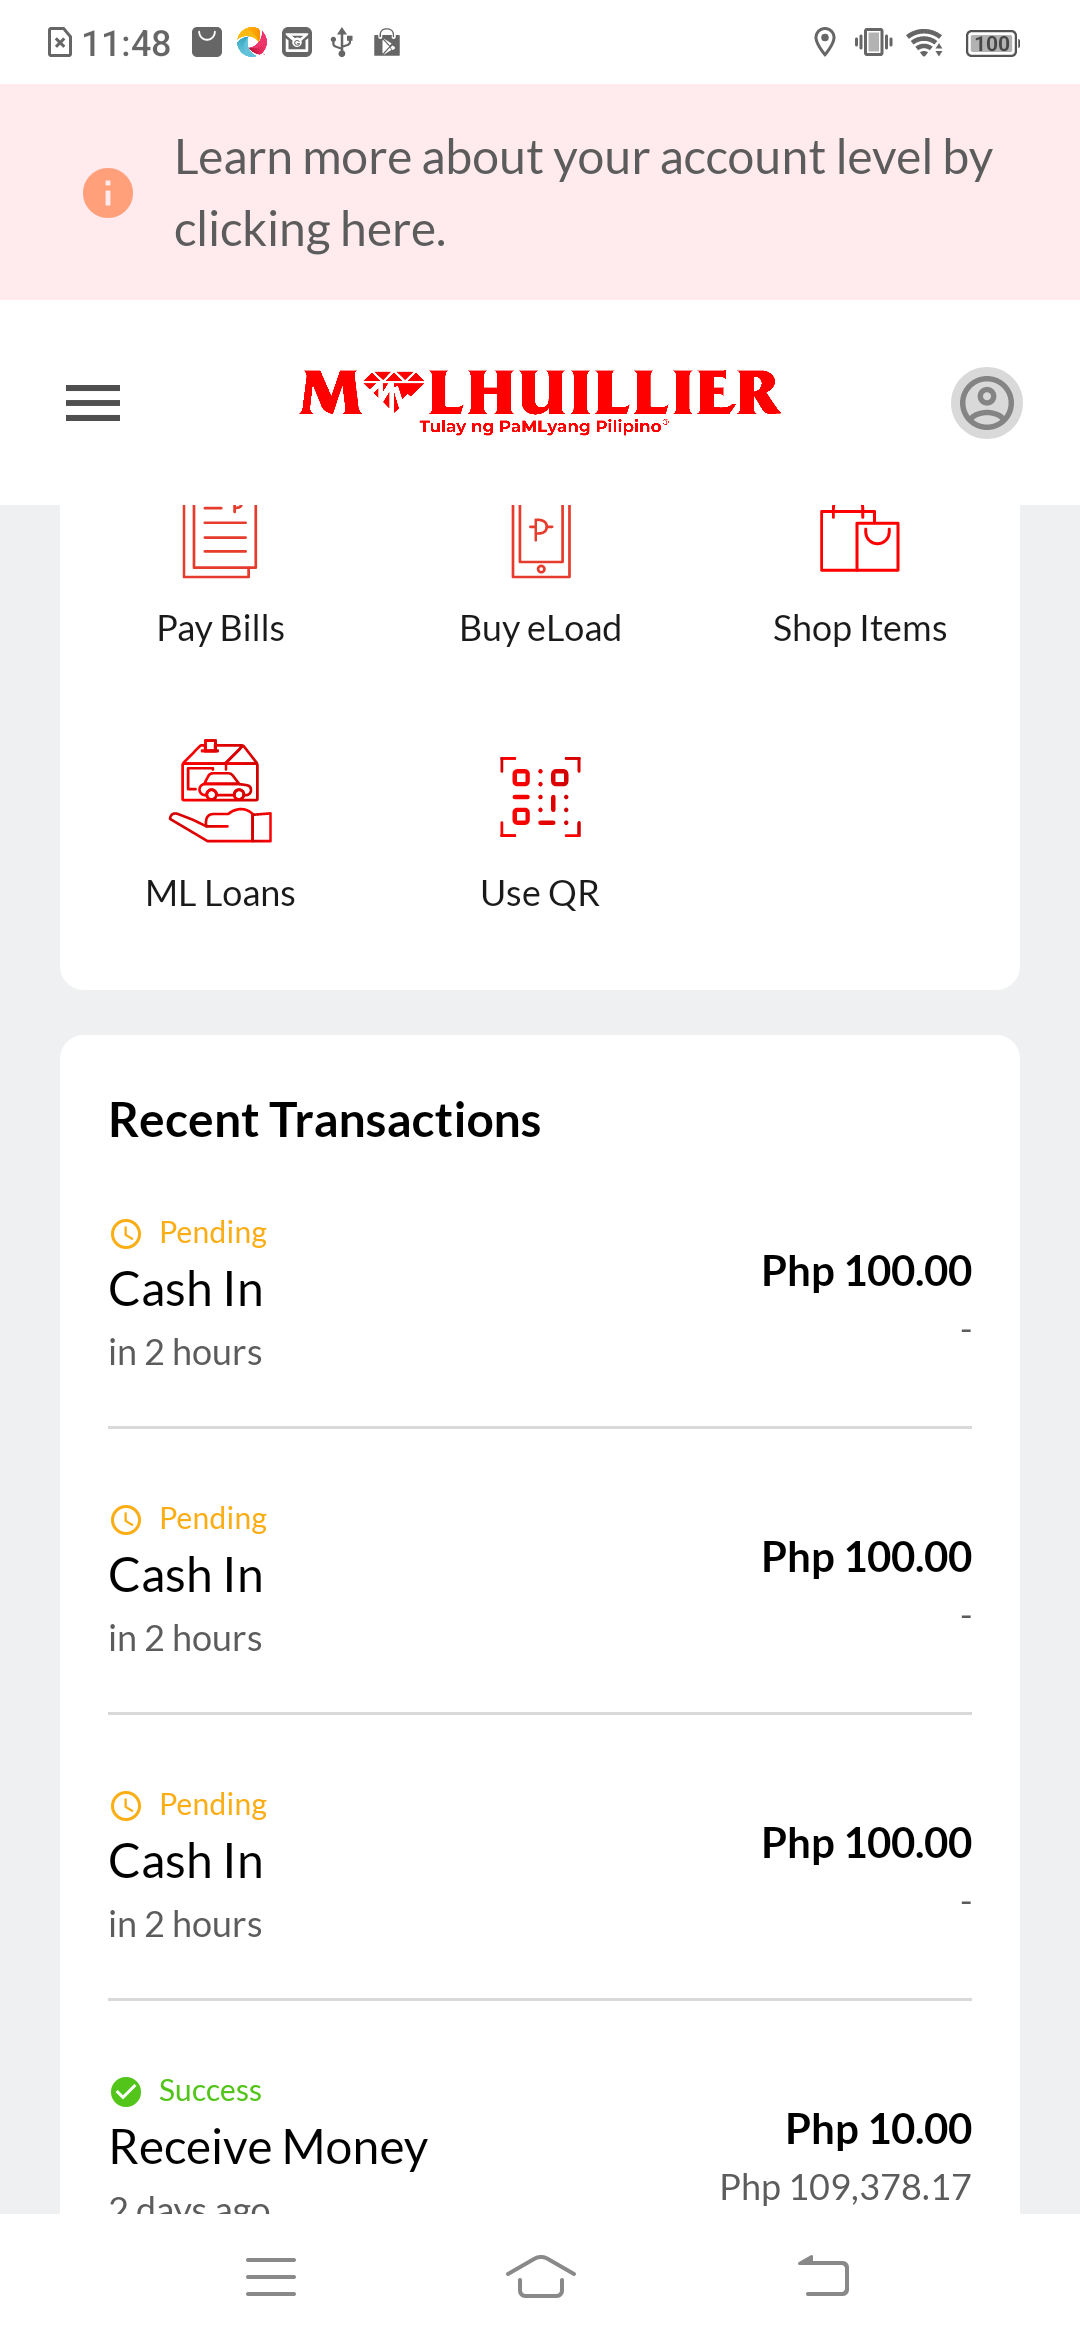 11:48
100
Learn more about your account level by
clicking here.
MLHUILLIER
Tulay ng PaMLyang Pilipino®
Pay Bills
Buy eLoad
Shop Items
ML Loans
Use QR
Recent Transactions
Pending
Cash In
Php 100.00
-
in 2 hours
Pending
Cash In
Php 100.00
-
in 2 hours
Pending
Cash In
Php 100.00
-
in 2 hours
Success
Receive Money
Php 10.00
Php 109,378.17
2 days ago